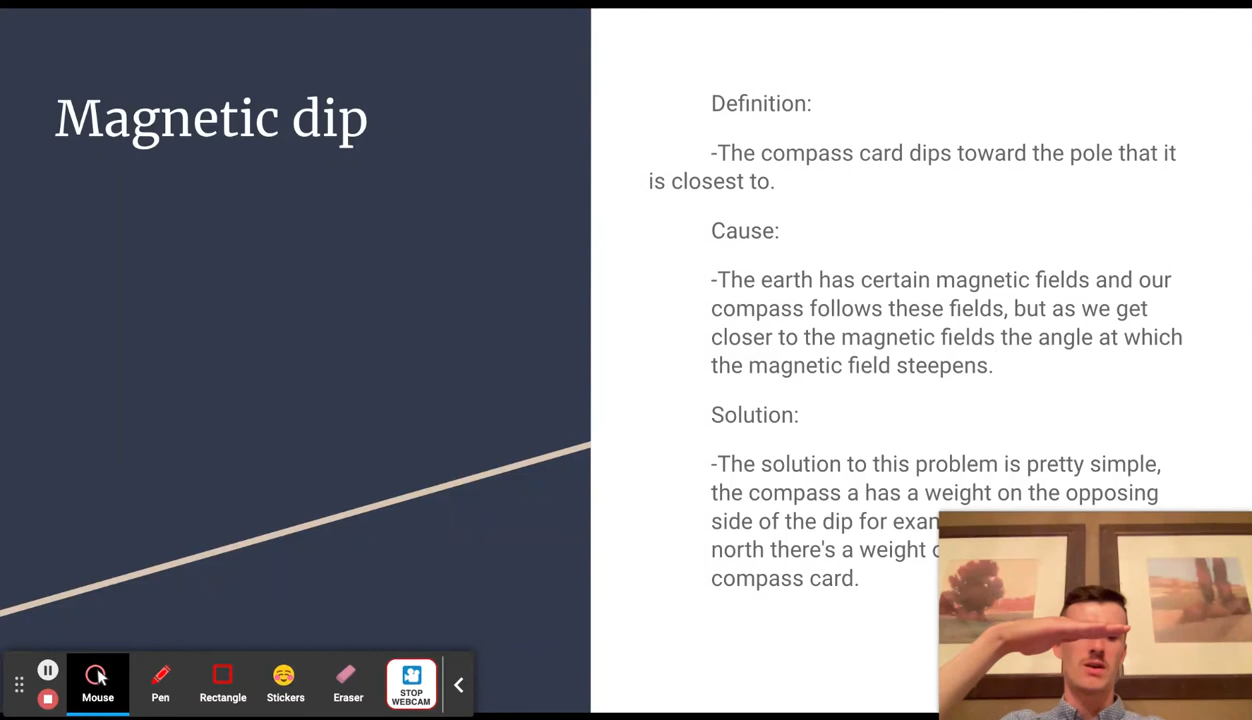 Magnetic dip
Definition:
-The compass card dips toward the pole that it
is closest to.
Cause:
-The earth has certain magnetic fields and our
compass follows these fields, but as we get
closer to the magnetic fields the angle at which
the magnetic field steepens.
Solution:
-The solution to this problem is pretty simple,
the compass a has a weight on the opposing
side of the dip for
north there's a weight
compass card.
Mouse
Pen
Rectangle
Stickers
Eraser
STOP
WEBCAM